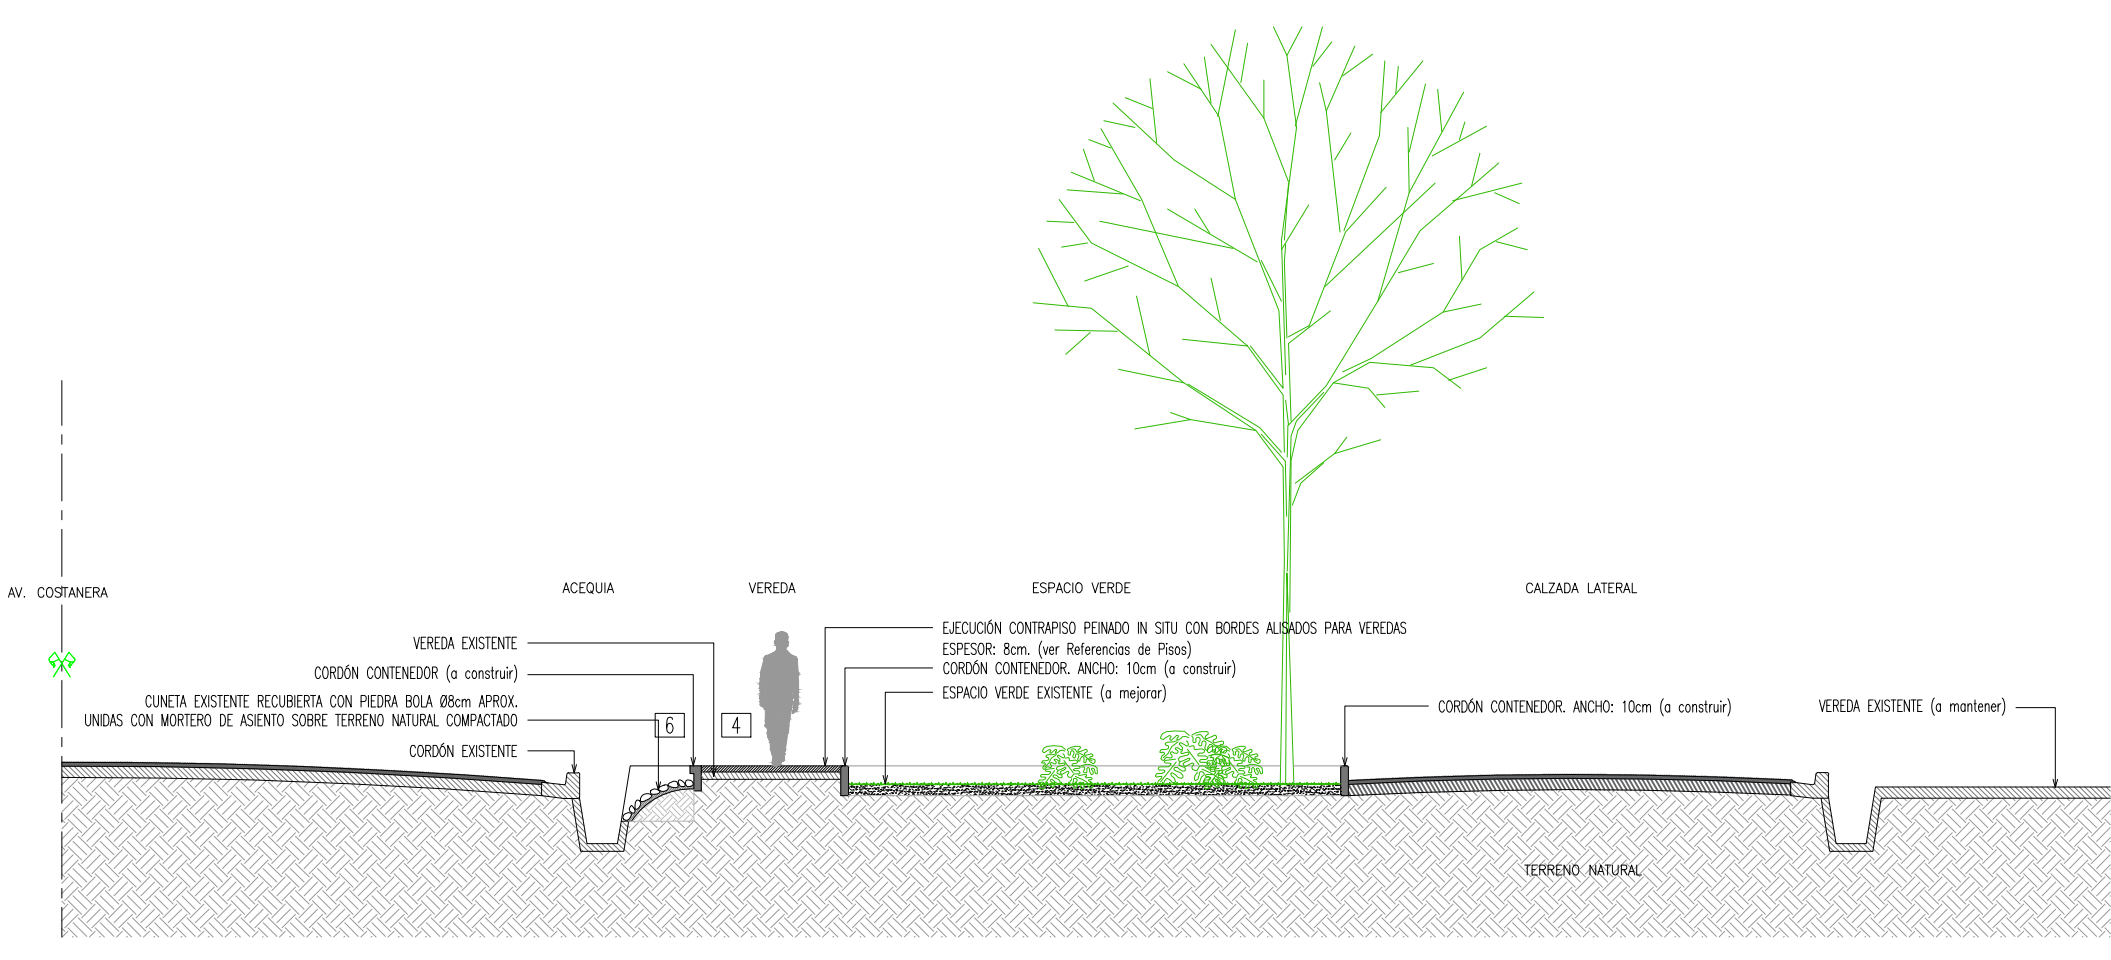 AV. COSTANERA
ACEQUIA
VEREDA
ESPACIO VERDE
CALZADA LATERAL
VEREDA EXISTENTE
CORDÓN CONTENEDOR (a construir)
CUNETA EXISTENTE RECUBIERTA CON PIEDRA BOLA Ø8cm APROX.
UNIDAS CON MORTERO DE ASIENTO SOBRE TERRENO NATURAL COMPACTADO
CORDÓN EXISTENTE
6
4
EJECUCIÓN CONTRAPISO PEINADO IN SITU CON BORDES ALISADOS PARA VEREDAS
ESPESOR: 8cm. (ver Referencias de Pisos)
CORDÓN CONTENEDOR. ANCHO: 10cm (a construir)
ESPACIO VERDE EXISTENTE (a mejorar)
CORDÓN CONTENEDOR. ANCHO: 10cm (a construir)
VEREDA EXISTENTE (a mantener)
TERRENO NATURAL